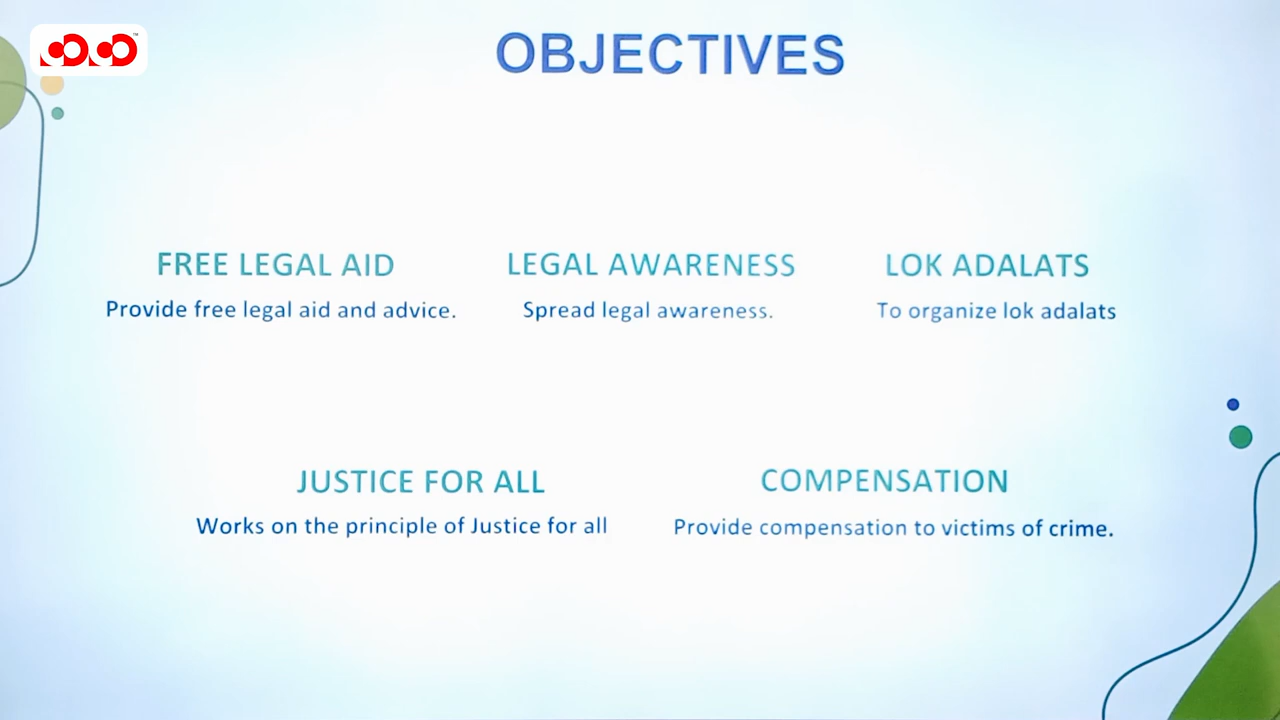 OBJECTIVES
FREE LEGAL AID
Provide free legal aid and advice.
LEGAL AWARENESS
Spread legal awareness.
LOK ADALATS
To organize lok adalats
JUSTICE FOR ALL
Works on the principle of Justice for all
COMPENSATION
Provide compensation to victims of crime.